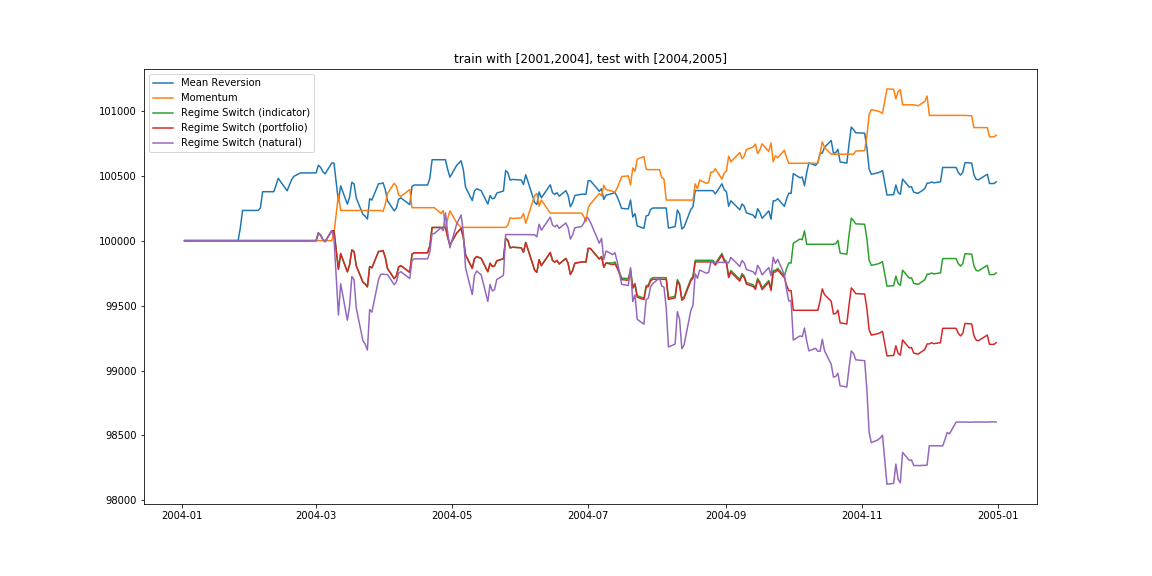 train with [2001,2004], test with [2004,2005]
Mean Reversion
Momentum
Regime Switch (indicator)
Regime Switch (portfolio)
Regime Switch (natural)
101000
100500
100000
99500
99000
98500
98000
2004-01 2004-03 2004-05 2004-07 2004-09 2004-11 2005-01